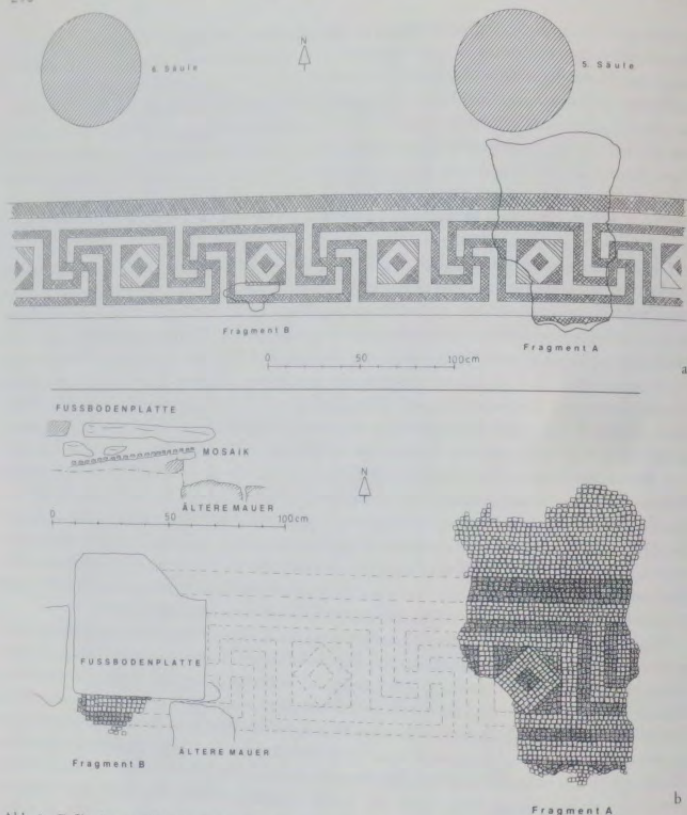 N
6. Säule
5. Säule
Fragment B
Fragment A
0 50 100cm
a
FUSSBODENPLATTE
MOSAIK
N
ÄLTERE MAUER
0 50 100cm
FUSSBODENPLATTE
ÄLTERE MAUER
Fragment B
b
Fragment A